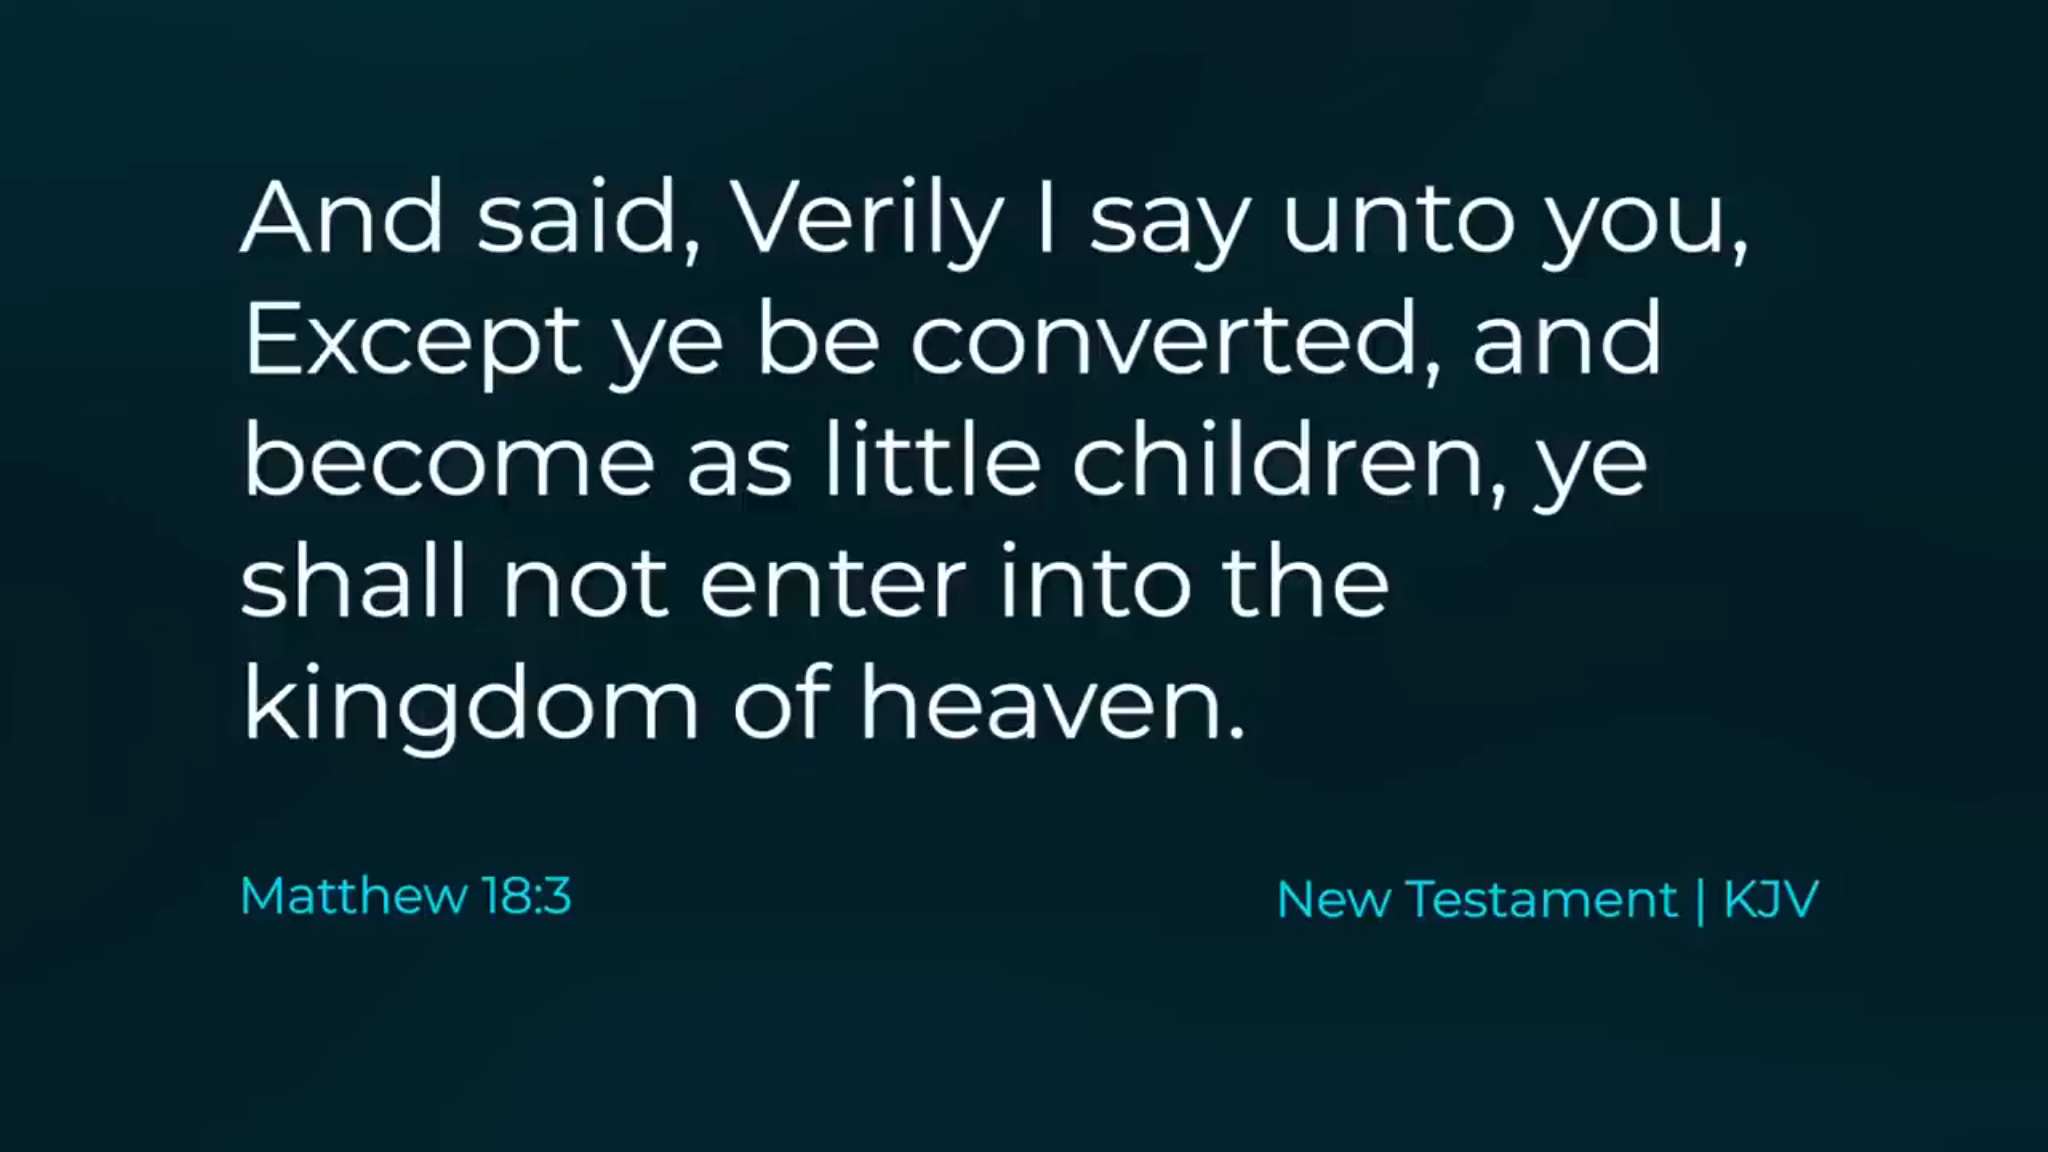 And said, Verily I say unto you,
Except ye be converted, and
become as little children, ye
shall not enter into the
kingdom of heaven.
Matthew 18:3
New Testament | KJV